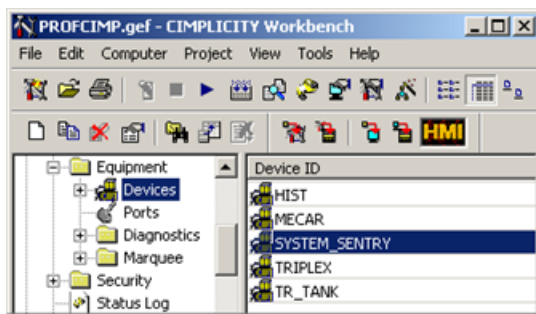 PROFCIMP.gef - CIMPLICITY Workbench
File Edit Computer Project View Tools Help
HMI
Equipment
Devices
Ports
Diagnostics
Marquee
Security
Status Log
Device ID
HIST
MECAR
SYSTEM_SENTRY
TRIPLEX
TR_TANK